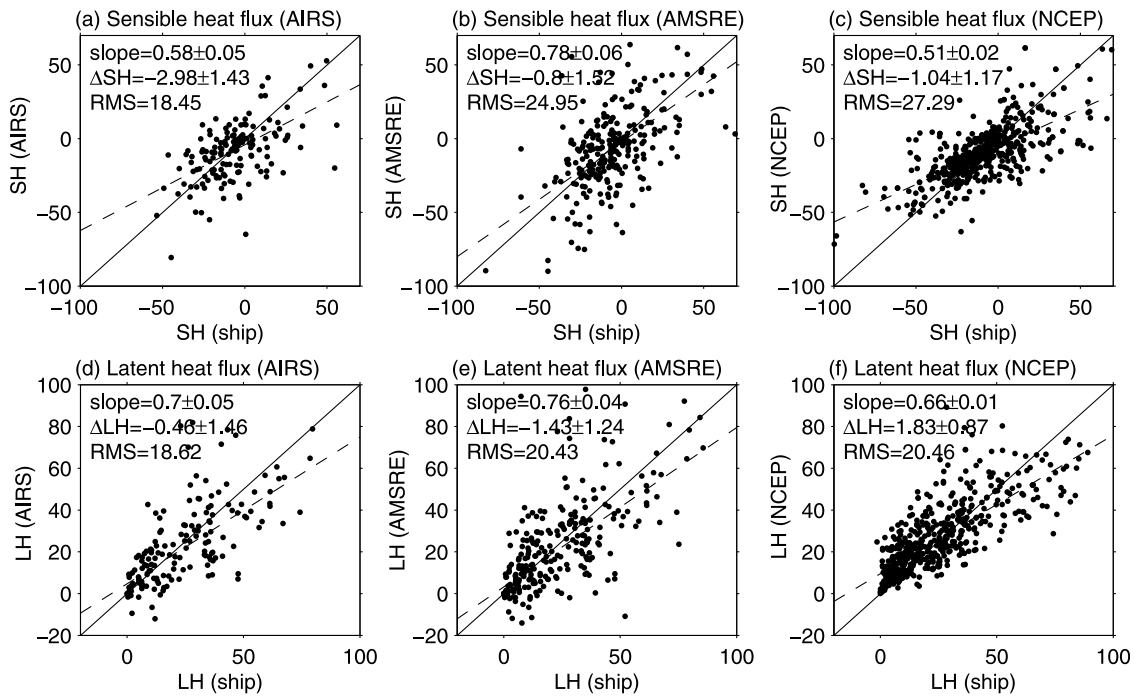 (a) Sensible heat flux (AIRS)
slope=0.58±0.05
ΔSH=−2.98±1.43
RMS=18.45
50
0
−50
−100
SH (AIRS)
−100
−50
0
50
SH (ship)
(b) Sensible heat flux (AMSRE)
slope=0.78±0.06
ΔSH=−0.8±1.52
RMS=24.95
50
0
−50
−100
SH (AMSRE)
−100
−50
0
50
SH (ship)
(c) Sensible heat flux (NCEP)
slope=0.51±0.02
ΔSH=−1.04±1.17
RMS=27.29
50
0
−50
−100
SH (NCEP)
−100
−50
0
50
SH (ship)
(d) Latent heat flux (AIRS)
slope=0.7±0.05
ΔLH=−0.46±1.46
RMS=18.62
100
80
60
40
20
0
−20
LH (AIRS)
0
50
100
LH (ship)
(e) Latent heat flux (AMSRE)
slope=0.76±0.04
ΔLH=−1.43±1.24
RMS=20.43
100
80
60
40
20
0
−20
LH (AMSRE)
0
50
100
LH (ship)
(f) Latent heat flux (NCEP)
slope=0.66±0.01
ΔLH=1.83±0.87
RMS=20.46
100
80
60
40
20
0
−20
LH (NCEP)
0
50
100
LH (ship)